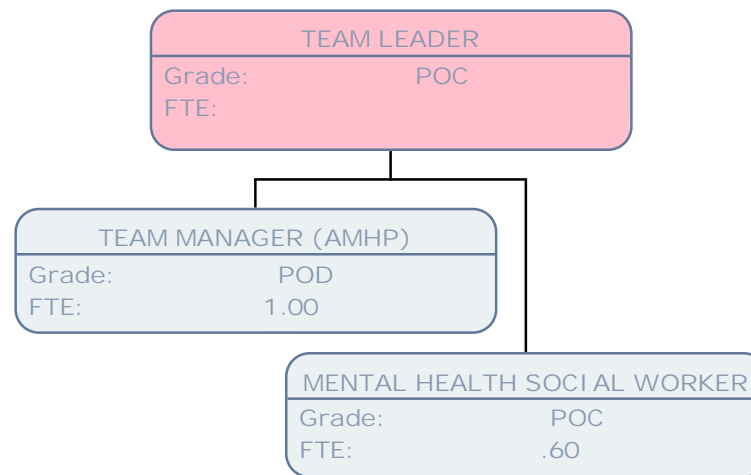 TEAM LEADER
Grade: POC
FTE:
TEAM MANAGER (AMHP)
Grade: POD
FTE: 1.00
MENTAL HEALTH SOCIAL WORKER
Grade: POC
FTE: .60